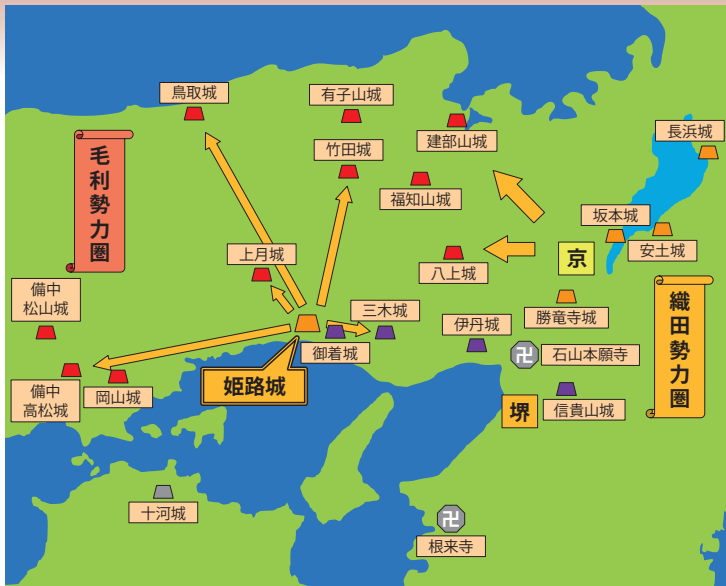 鳥取城
有子山城
建部山城
長浜城
毛利勢力圏
竹田城
福知山城
坂本城
安土城
上月城
八上城
京
備中
松山城
三木城
伊丹城
勝竜寺城
織田勢力圏
御着城
石山本願寺
姫路城
備中
高松城
岡山城
堺
信貴山城
卍
卍
十河城
根来寺